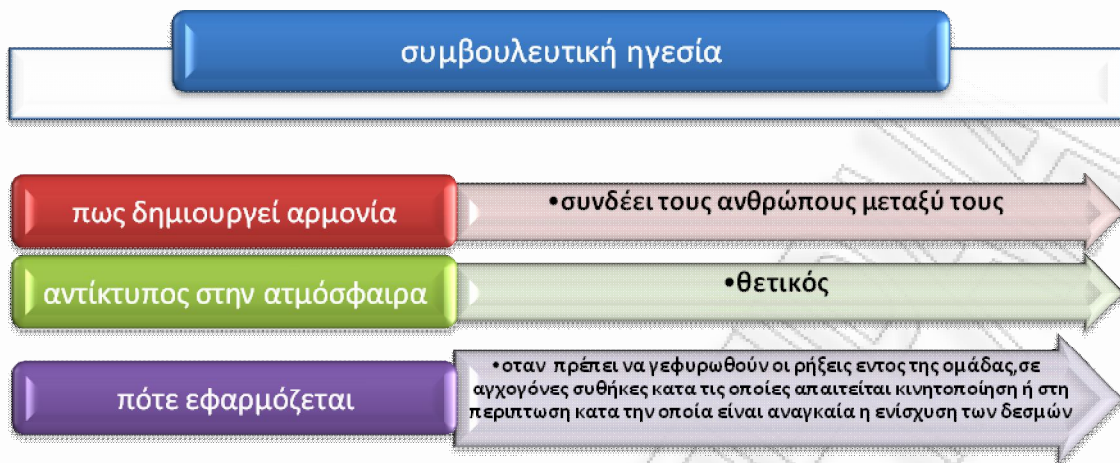 συμβουλευτική ηγεσία
πως δημιουργεί αρμονία
•συνδέει τους ανθρώπους μεταξύ τους
αντίκτυπος στην ατμόσφαιρα
•θετικός
πότε εφαρμόζεται
•οταν πρέπει να γεφυρωθούν οι ρήξεις εντος της ομάδας,σε
αγχογόνες συθήκες κατα τις οποίες απαιτείται κινητοποίηση ή στη
περιπτωση κατα την οποία είναι αναγκαία η ενίσχυση των δεσμών